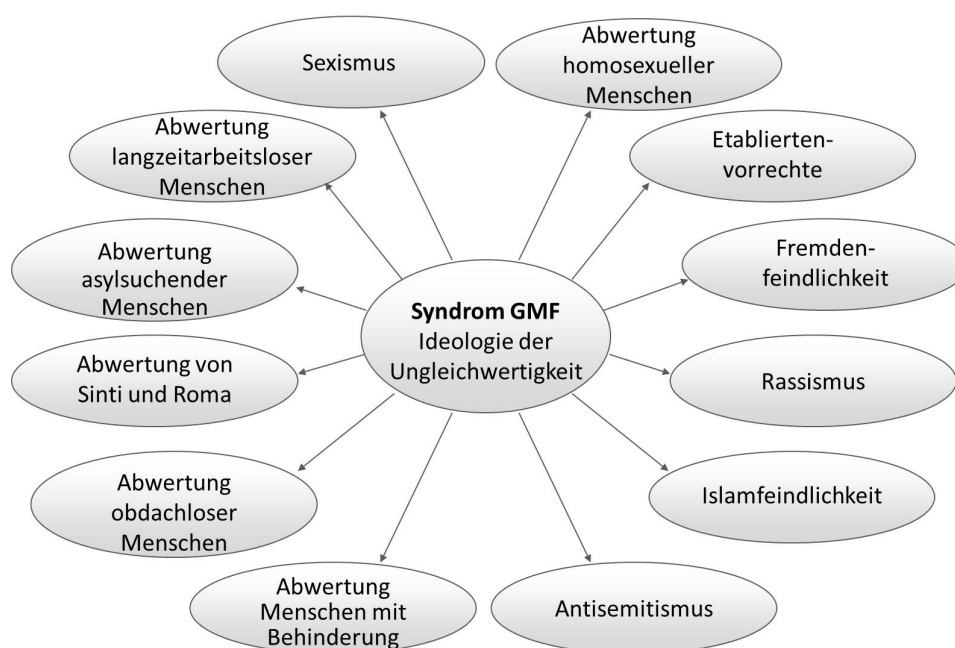 Sexismus
Abwertung
homosexueller
Menschen
Abwertung
langzeitarbeitsloser
Menschen
Etablierten-
vorrechte
Abwertung
asylsuchender
Menschen
Fremden-
feindlichkeit
Syndrom GMF
Ideologie der
Ungleichwertigkeit
Abwertung von
Sinti und Roma
Rassismus
Abwertung
obdachloser
Menschen
Islamfeindlichkeit
Abwertung
Menschen mit
Behinderung
Antisemitismus